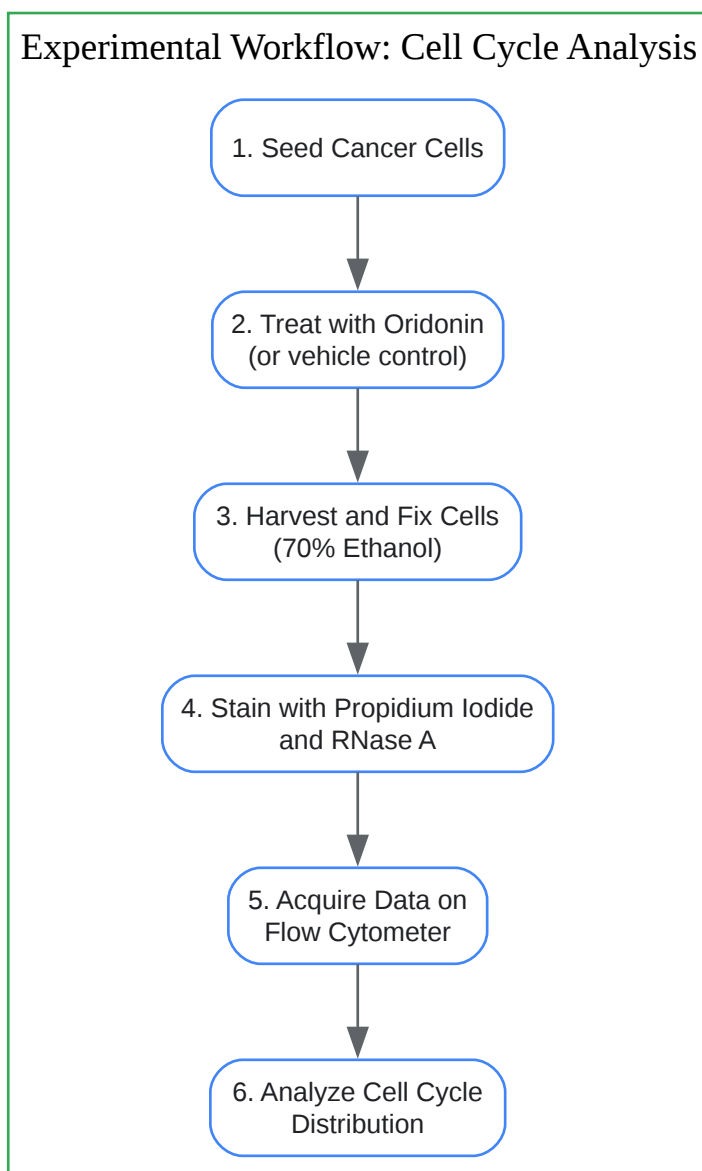 Experimental Workflow: Cell Cycle Analysis
1. Seed Cancer Cells
2. Treat with Oridonin
(or vehicle control)
3. Harvest and Fix Cells
(70% Ethanol)
4. Stain with Propidium Iodide
and RNase A
5. Acquire Data on
Flow Cytometer
6. Analyze Cell Cycle
Distribution